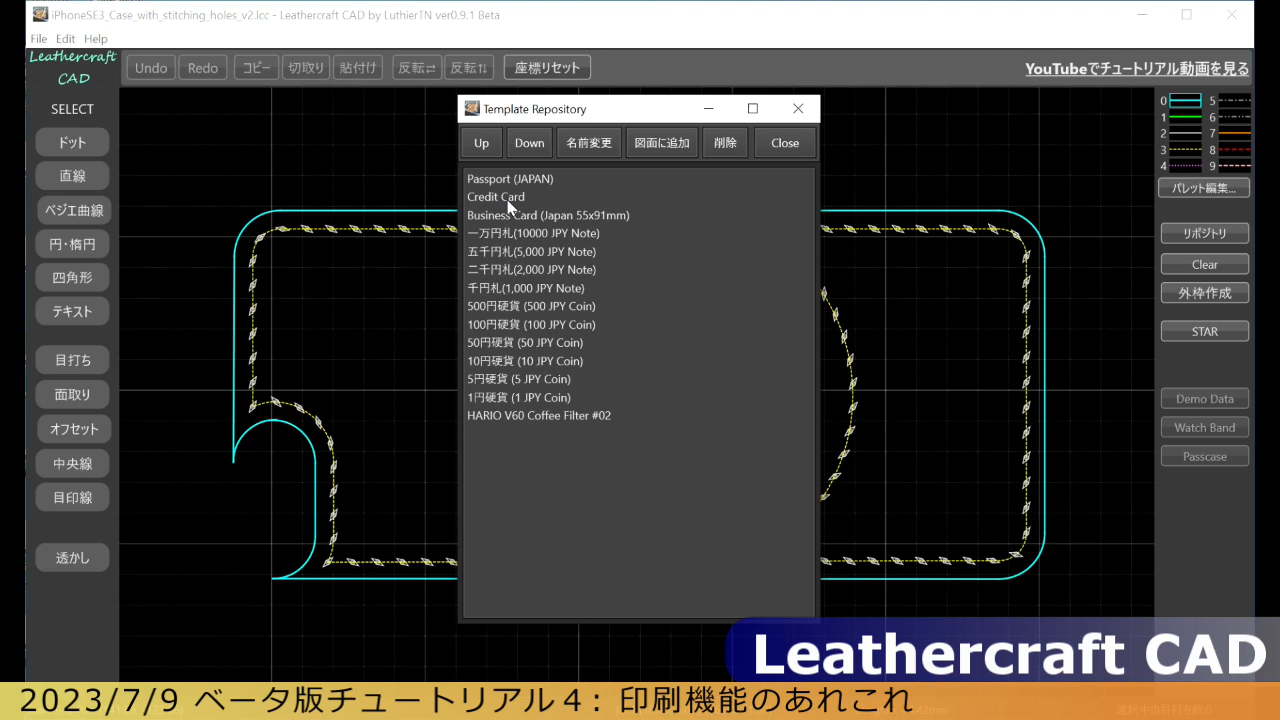 iPhoneSE3_Case_with_stitching_holes_v2.lcc - Leathercraft CAD by LuthierTN ver0.9.1 Beta
File Edit Help
Leathercraft
CAD
Undo Redo コピー 切取り 貼付け 反転⇄ 反転⇅ 座標リセット
YouTubeでチュートリアル動画を見る
SELECT
ドット
直線
ベジエ曲線
円・楕円
四角形
テキスト
目打ち
面取り
オフセット
中央線
目印線
透かし
Template Repository
Up Down 名前変更 図面に追加 削除 Close
Passport (JAPAN)
Credit Card
Business Card (Japan 55x91mm)
一万円札(10000 JPY Note)
五千円札(5,000 JPY Note)
二千円札(2,000 JPY Note)
千円札(1,000 JPY Note)
500円硬貨 (500 JPY Coin)
100円硬貨 (100 JPY Coin)
50円硬貨 (50 JPY Coin)
10円硬貨 (10 JPY Coin)
5円硬貨 (5 JPY Coin)
1円硬貨 (1 JPY Coin)
HARIO V60 Coffee Filter #02
0 5
1 6
2 7
3 8
4 9
パレット編集...
リポジトリ
Clear
外枠作成
STAR
Demo Data
Watch Band
Passcase
Leathercraft CAD
2023/7/9 ベータ版チュートリアル４：印刷機能のあれこれ